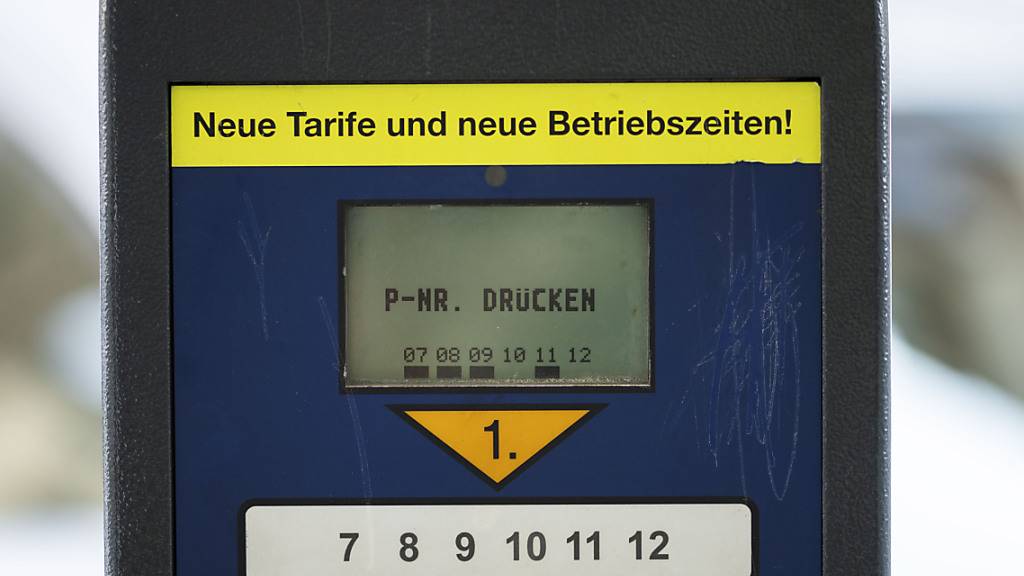 Neue Tarife und neue Betriebszeiten!
P-NR. DRÜCKEN
07 08 09 10 11 12
1.
7 8 9 10 11 12